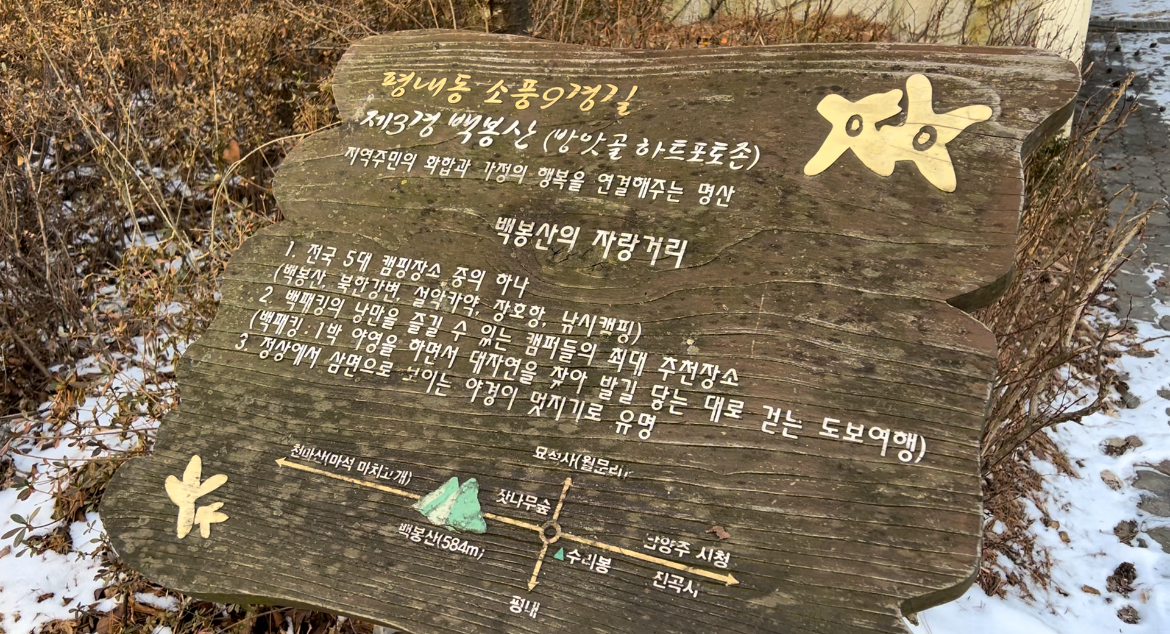 평내동 소풍9경길
제3경 백봉산 (방앗골 하트포토존)
지역주민의 화합과 가정의 행복을 연결해주는 명산
백봉산의 자랑거리
1. 전국 5대 캠핑장소 중의 하나
(백봉산, 북한강변, 설악카약, 장호항, 낚시캠핑)
2. 백패킹의 낭만을 즐길 수 있는 캠퍼들의 최대 추천장소
(백패킹:1박 야영을 하면서 대자연을 찾아 발길 닿는 대로 걷는 도보여행)
3 정상에서 삼면으로 보이는 야경이 멋지기로 유명
천마산(마석 마치고개)
묘적사(월문리)
잣나무숲
백봉산(584m)
수리봉
남양주 시청
진곡사
평내